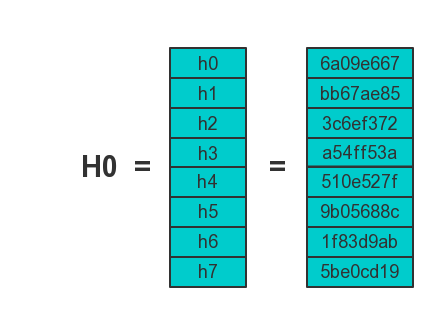 h0 6a09e667
h1 bb67ae85
h2 3c6ef372
h3 a54ff53a
H0 = h4 = 510e527f
h5 9b05688c
h6 1f83d9ab
h7 5be0cd19